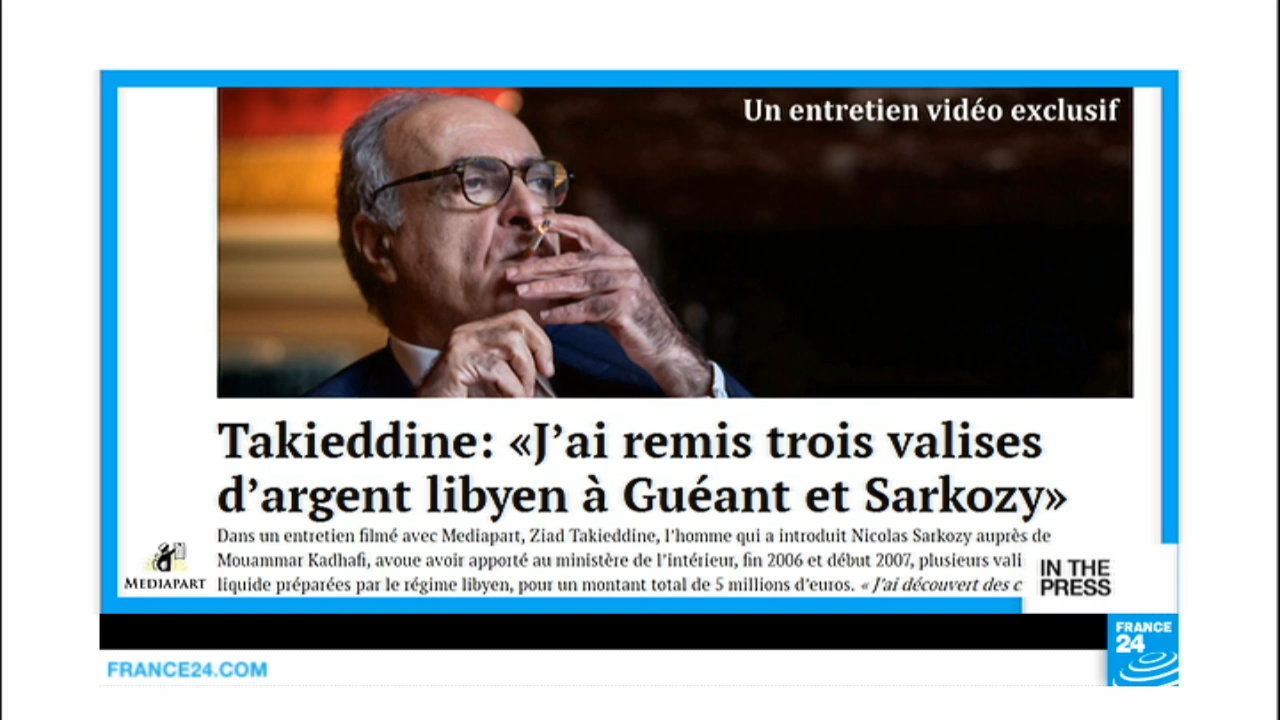 Un entretien vidéo exclusif
Takieddine: «J'ai remis trois valises
d'argent libyen à Guéant et Sarkozy»
Dans un entretien filmé avec Mediapart, Ziad Takieddine, l'homme qui a introduit Nicolas Sarkozy auprès de
Mouammar Kadhafi, avoue avoir apporté au ministère de l'intérieur, fin 2006 et début 2007, plusieurs vali
liquide préparées par le régime libyen, pour un montant total de 5 millions d'euros. « J'ai découvert des c
MEDIAPART
IN THE
PRESS
FRANCE
24
FRANCE24.COM